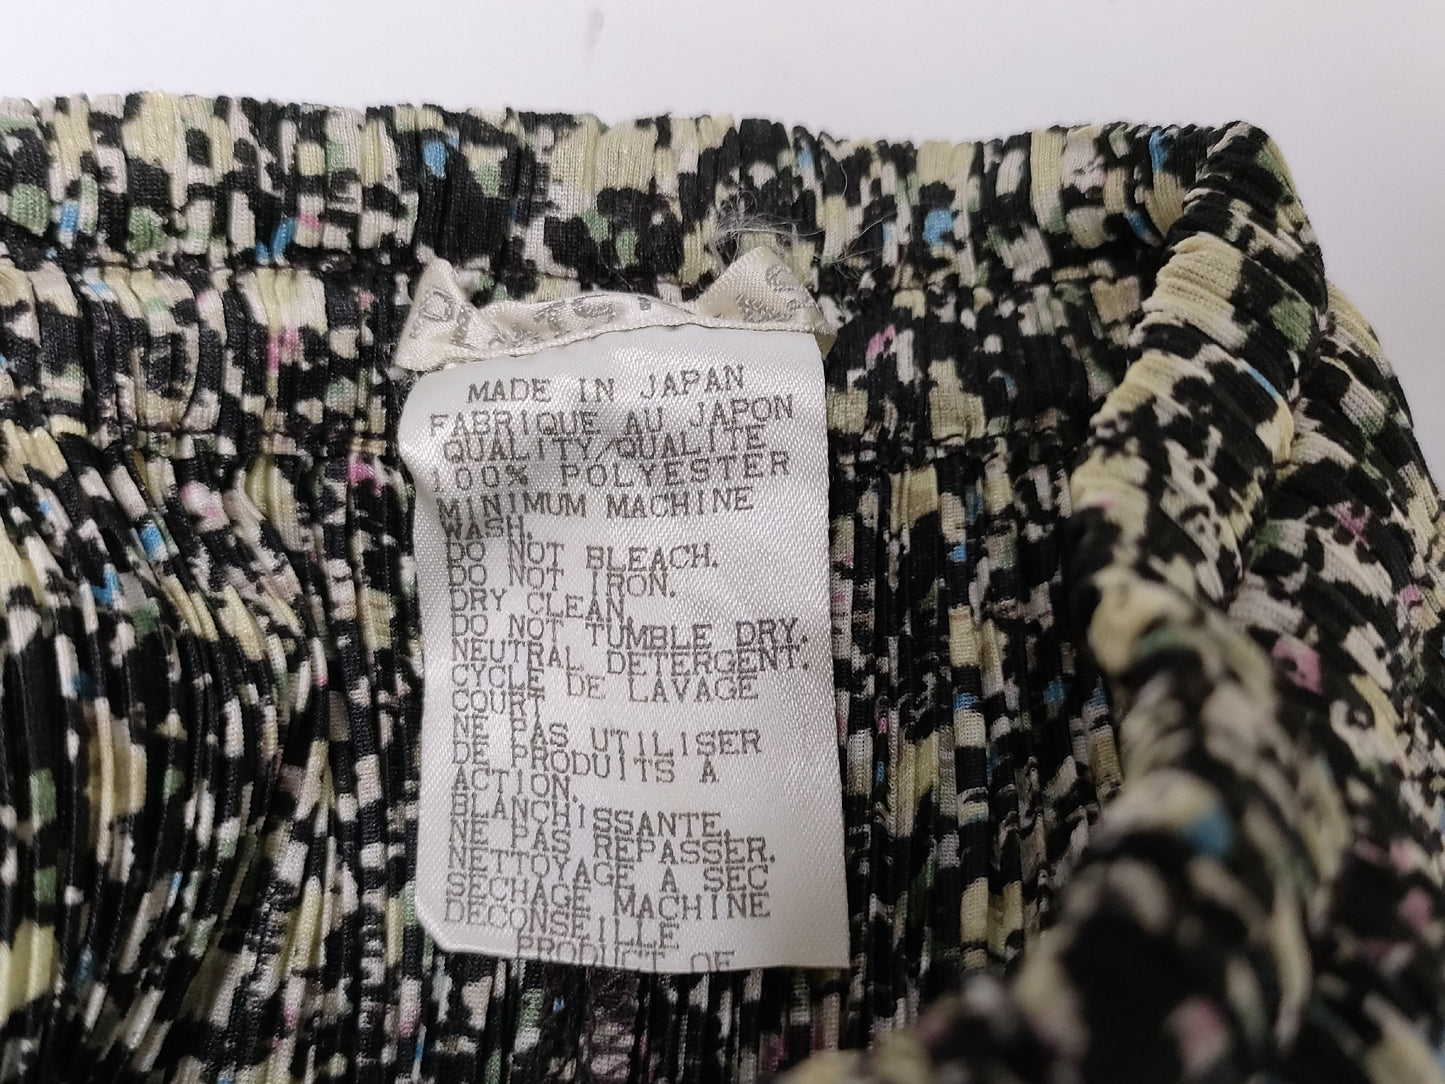 MADE IN JAPAN
FABRIQUE AU JAPON
QUALITY/QUALITE
100% POLYESTER
MINIMUM MACHINE
WASH.
DO NOT BLEACH.
DO NOT IRON.
DRY CLEAN
DO NOT TUMBLE DRY.
NEUTRAL DETERGENT.
CYCLE DE LAVAGE
COURT
NE PAS UTILISER
DE PRODUITS A
ACTION.
BLANCHISSANTE.
NE PAS REPASSER.
NETTOYAGE A SEC
SECHAGE MACHINE
DECONSEILLE
PRODUCT OF